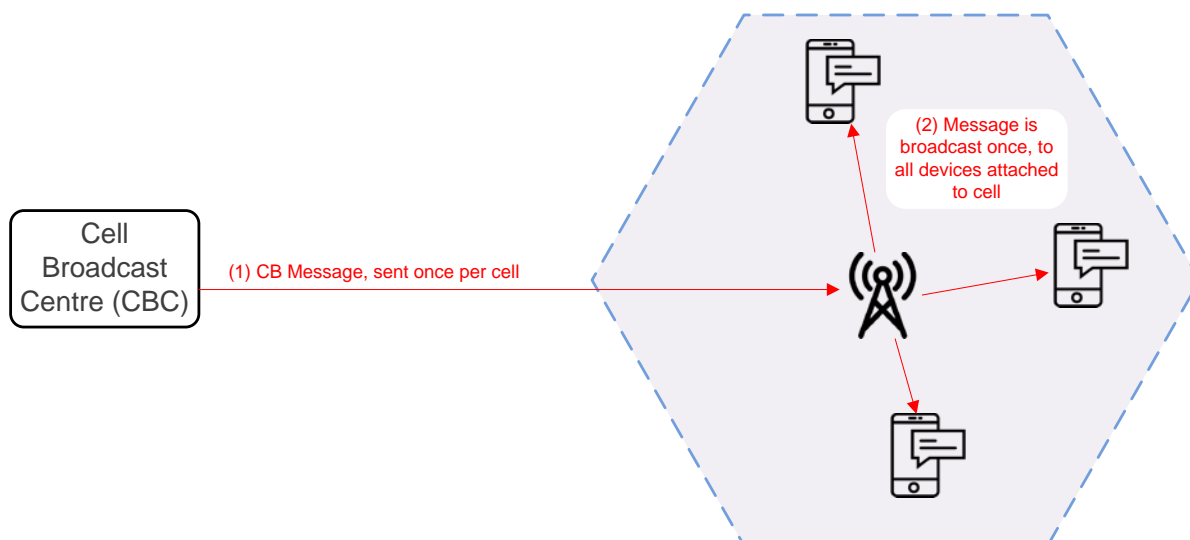 Cell
Broadcast
Centre (CBC)
(1) CB Message, sent once per cell
(2) Message is
broadcast once, to
all devices attached
to cell